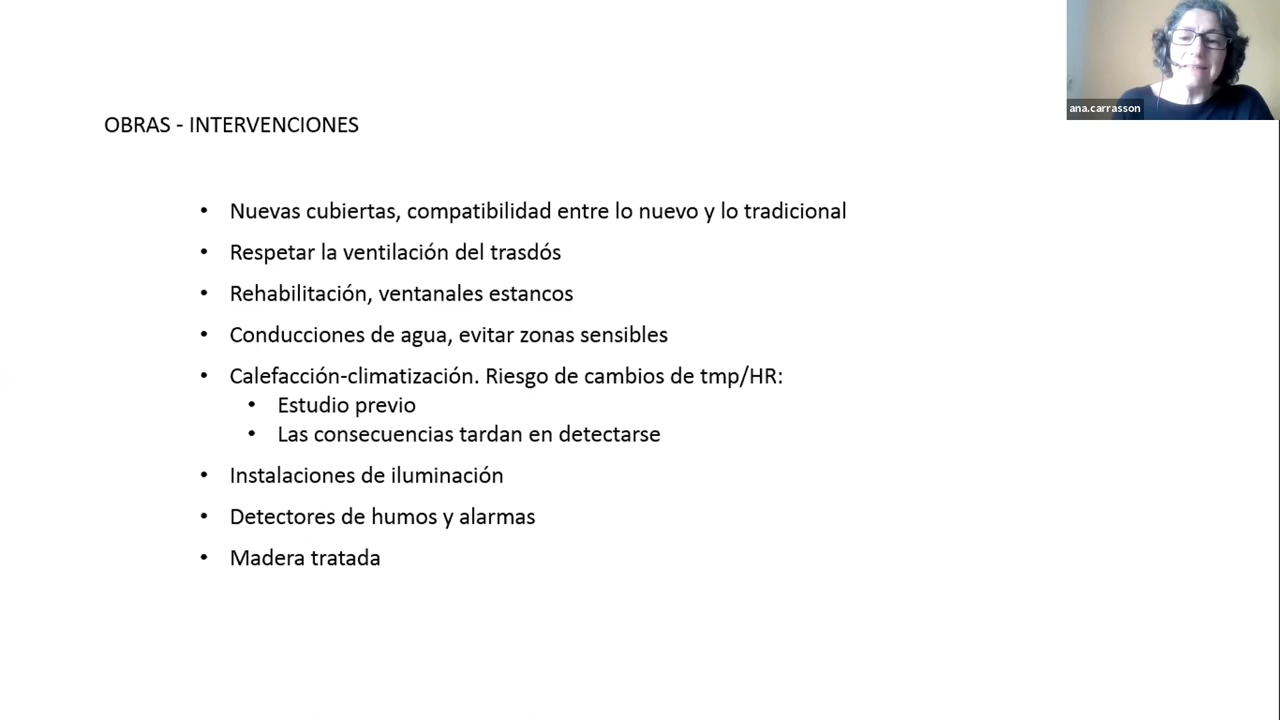 ana.carrasson
OBRAS - INTERVENCIONES
• Nuevas cubiertas, compatibilidad entre lo nuevo y lo tradicional
• Respetar la ventilación del trasdós
• Rehabilitación, ventanales estancos
• Conducciones de agua, evitar zonas sensibles
• Calefacción-climatización. Riesgo de cambios de tmp/HR:
• Estudio previo
• Las consecuencias tardan en detectarse
• Instalaciones de iluminación
• Detectores de humos y alarmas
• Madera tratada